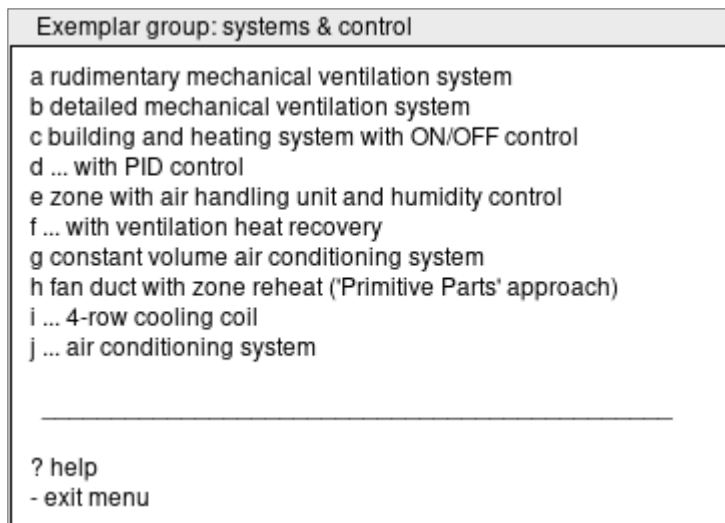 Exemplar group: systems & control
a rudimentary mechanical ventilation system
b detailed mechanical ventilation system
c building and heating system with ON/OFF control
d ... with PID control
e zone with air handling unit and humidity control
f ... with ventilation heat recovery
g constant volume air conditioning system
h fan duct with zone reheat ('Primitive Parts' approach)
i ... 4-row cooling coil
j ... air conditioning system
? help
- exit menu